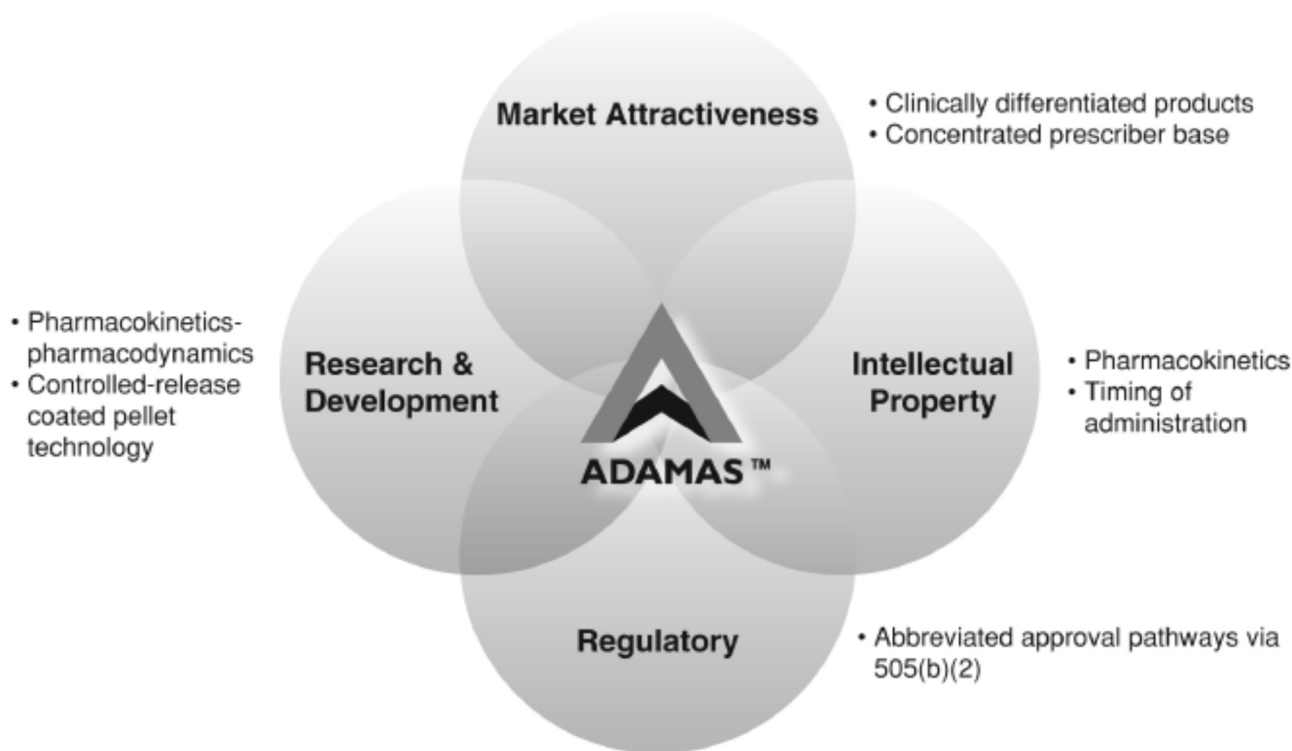 Market Attractiveness
• Clinically differentiated products
• Concentrated prescriber base
• Pharmacokinetics-
pharmacodynamics
• Controlled-release
coated pellet
technology
Research &
Development
Intellectual
Property
• Pharmacokinetics
• Timing of
administration
ADAMAS™
Regulatory
• Abbreviated approval pathways via
505(b)(2)